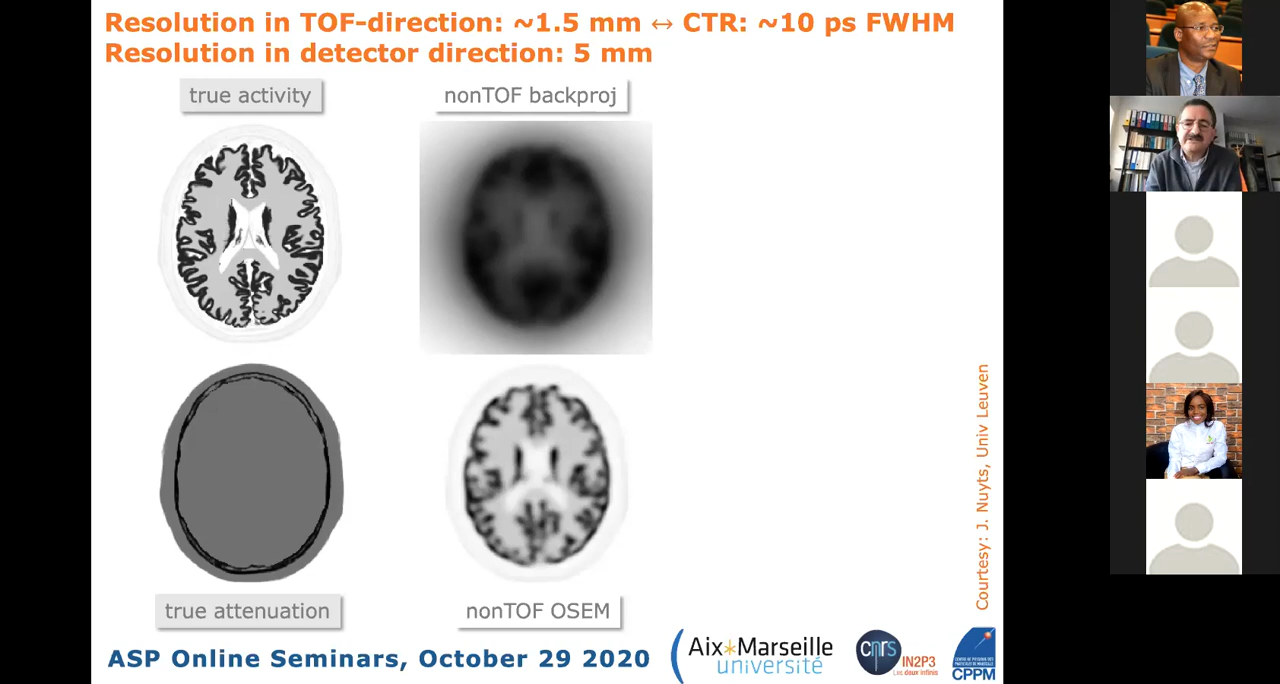 Resolution in TOF-direction: ~1.5 mm ↔ CTR: ~10 ps FWHM
Resolution in detector direction: 5 mm
true activity
nonTOF backproj
true attenuation
nonTOF OSEM
Courtesy: J. Nuyts, Univ Leuven
ASP Online Seminars, October 29 2020
Aix*Marseille
université
cnrs
IN2P3
Les deux infinis
CPPM